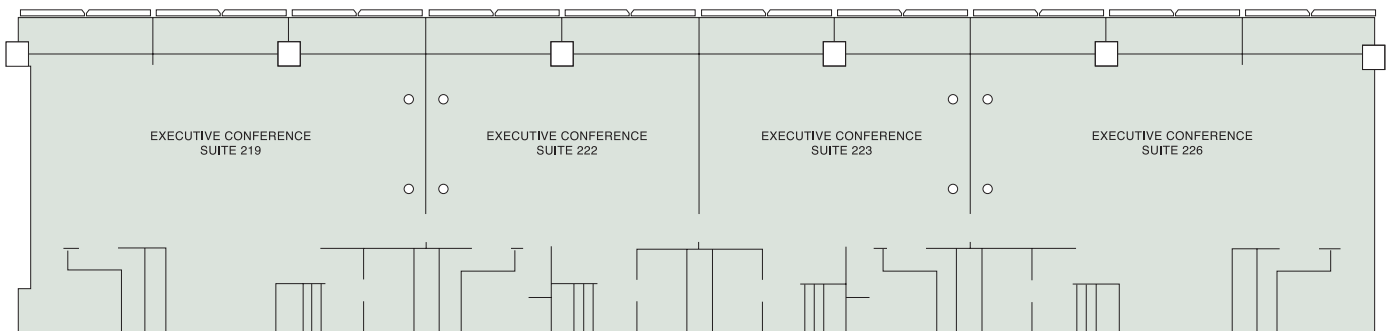 EXECUTIVE CONFERENCE
SUITE 219
EXECUTIVE CONFERENCE
SUITE 222
EXECUTIVE CONFERENCE
SUITE 223
EXECUTIVE CONFERENCE
SUITE 226